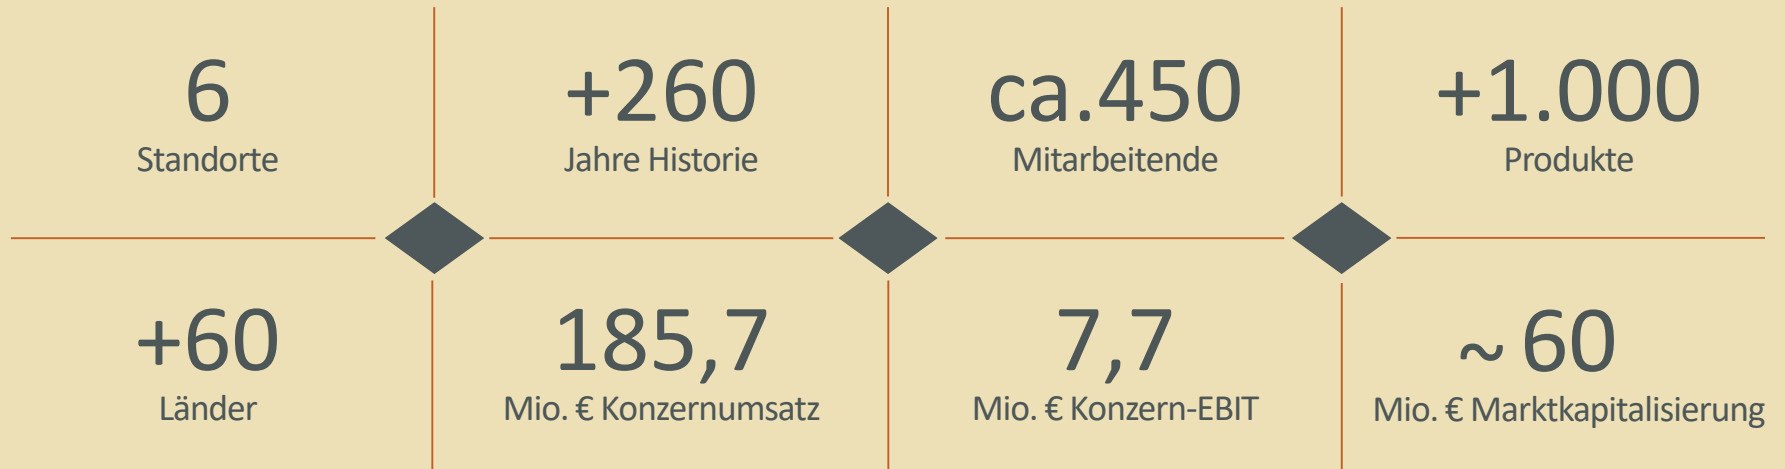 6
Standorte
+260
Jahre Historie
ca.450
Mitarbeitende
+1.000
Produkte
+60
Länder
185,7
Mio. € Konzernumsatz
7,7
Mio. € Konzern-EBIT
~ 60
Mio. € Marktkapitalisierung